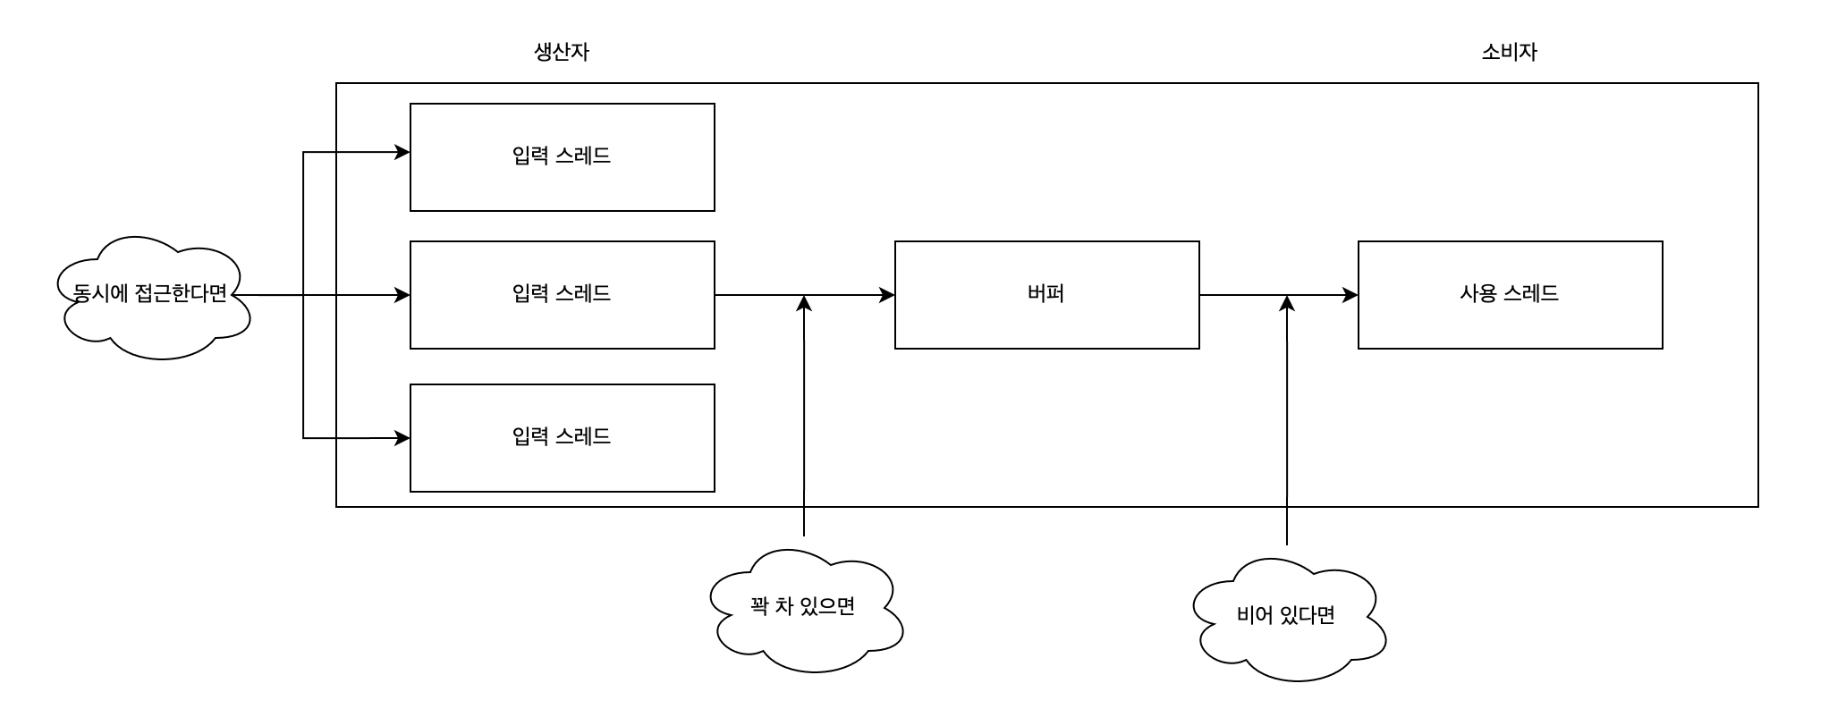 생산자
소비자
입력 스레드
동시에 접근한다면
입력 스레드
버퍼
사용 스레드
입력 스레드
꽉 차 있으면
비어 있다면